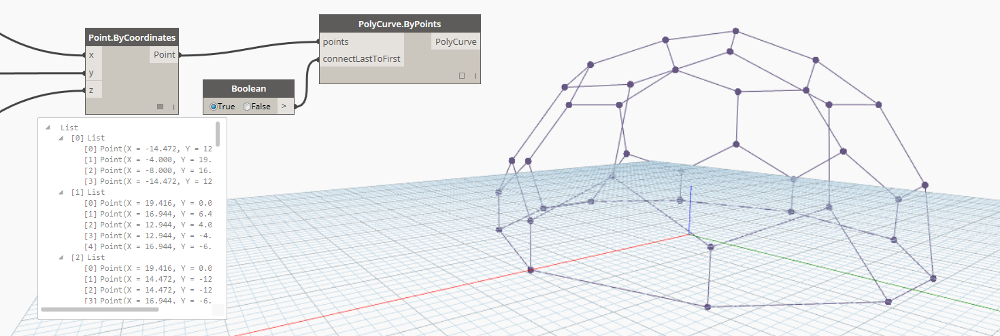 Point.ByCoordinates
x
Point
y
z
PolyCurve.ByPoints
points
PolyCurve
connectLastToFirst
Boolean
True False >
List
[0] List
[0] Point(X = -14.472, Y = 12
[1] Point(X = -4.000, Y = 19.
[2] Point(X = -8.000, Y = 16.
[3] Point(X = -14.472, Y = 12
[1] List
[0] Point(X = 19.416, Y = 0.0
[1] Point(X = 16.944, Y = 6.4
[2] Point(X = 12.944, Y = 4.0
[3] Point(X = 12.944, Y = -4.
[4] Point(X = 16.944, Y = -6.
[2] List
[0] Point(X = 19.416, Y = 0.0
[1] Point(X = 14.472, Y = -12
[2] Point(X = 14.472, Y = -12
[3] Point(X = 16.944, Y = -6.